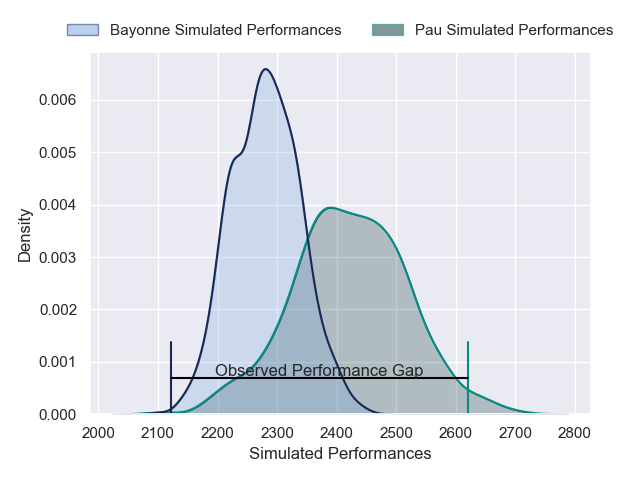 Bayonne Simulated Performances Pau Simulated Performances
0.006
0.005
0.004
Density
0.003
0.002
0.001
Observed Performance Gap
0.000
2000 2100 2200 2300 2400 2500 2600 2700 2800
Simulated Performances